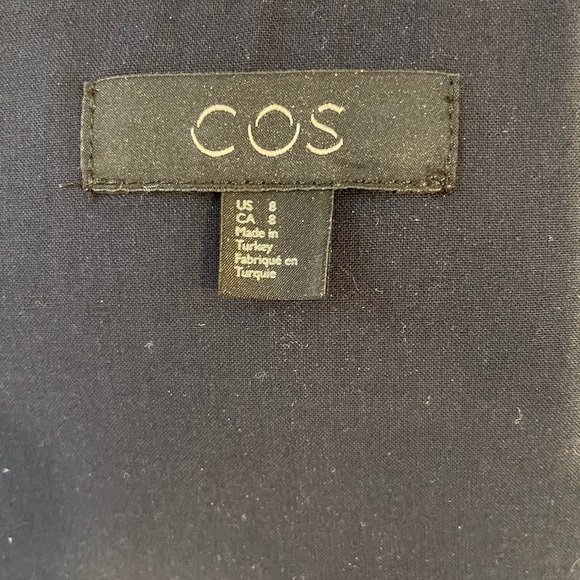 COS
US 8
CA 8
Made in
Turkey
Fabriqué en
Turquie